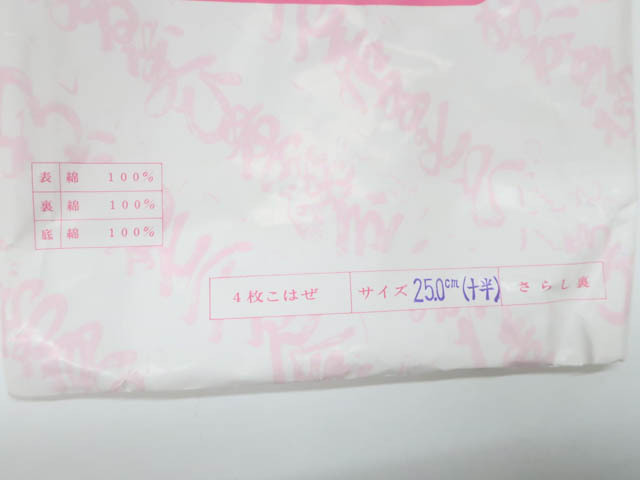 表 綿 100%
裏 綿 100%
底 綿 100%
4枚こはぜ サイズ 25.0cm(十半) さらし裏